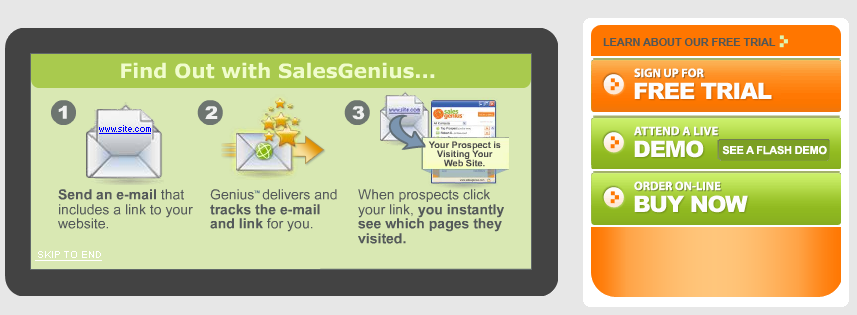 Find Out with SalesGenius...
1
www.site.com
Send an e-mail that
includes a link to your
website.
2
Genius™ delivers and
tracks the e-mail
and link for you.
3
www.site.com
sales
genius
Your Prospect is
Visiting Your
Web Site.
When prospects click
your link, you instantly
see which pages they
visited.
SKIP TO END
LEARN ABOUT OUR FREE TRIAL
SIGN UP FOR
FREE TRIAL
ATTEND A LIVE
DEMO
SEE A FLASH DEMO
ORDER ON-LINE
BUY NOW